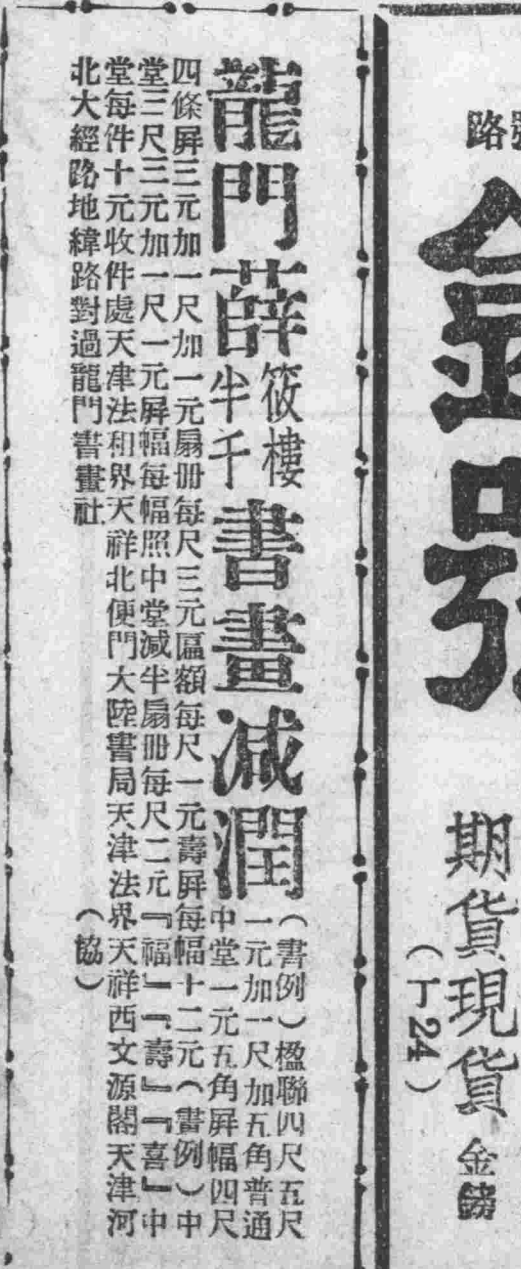 龍門薛筱樓半千書畫減潤
（書例）楹聯四尺五尺
一元加一尺加五角普通
中堂一元五角屏幅四尺
四條屏三元加一尺加一元扇册每尺三元匾額每尺一元壽屏每幅十二元（畫例）中
堂三尺三元加一尺一元屏幅每幅照中堂減半扇册每尺二元『福』『壽』『喜』中
堂每件十元收件處天津法租界天祥北便門大陸書局天津法界天祥西文源閣天津河
北大經路地緯路對過龍門書畫社
（協）
路
金
期貨現貨
金鎊
（丁24）